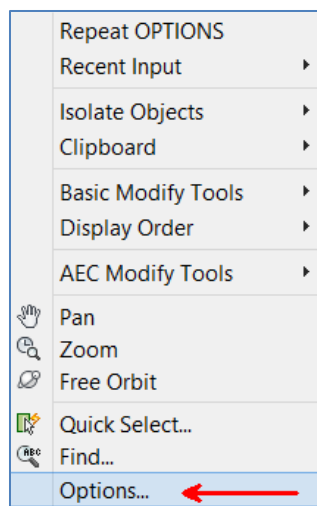 Repeat OPTIONS
Recent Input
Isolate Objects
Clipboard
Basic Modify Tools
Display Order
AEC Modify Tools
Pan
Zoom
Free Orbit
Quick Select...
ABC
Find...
Options...